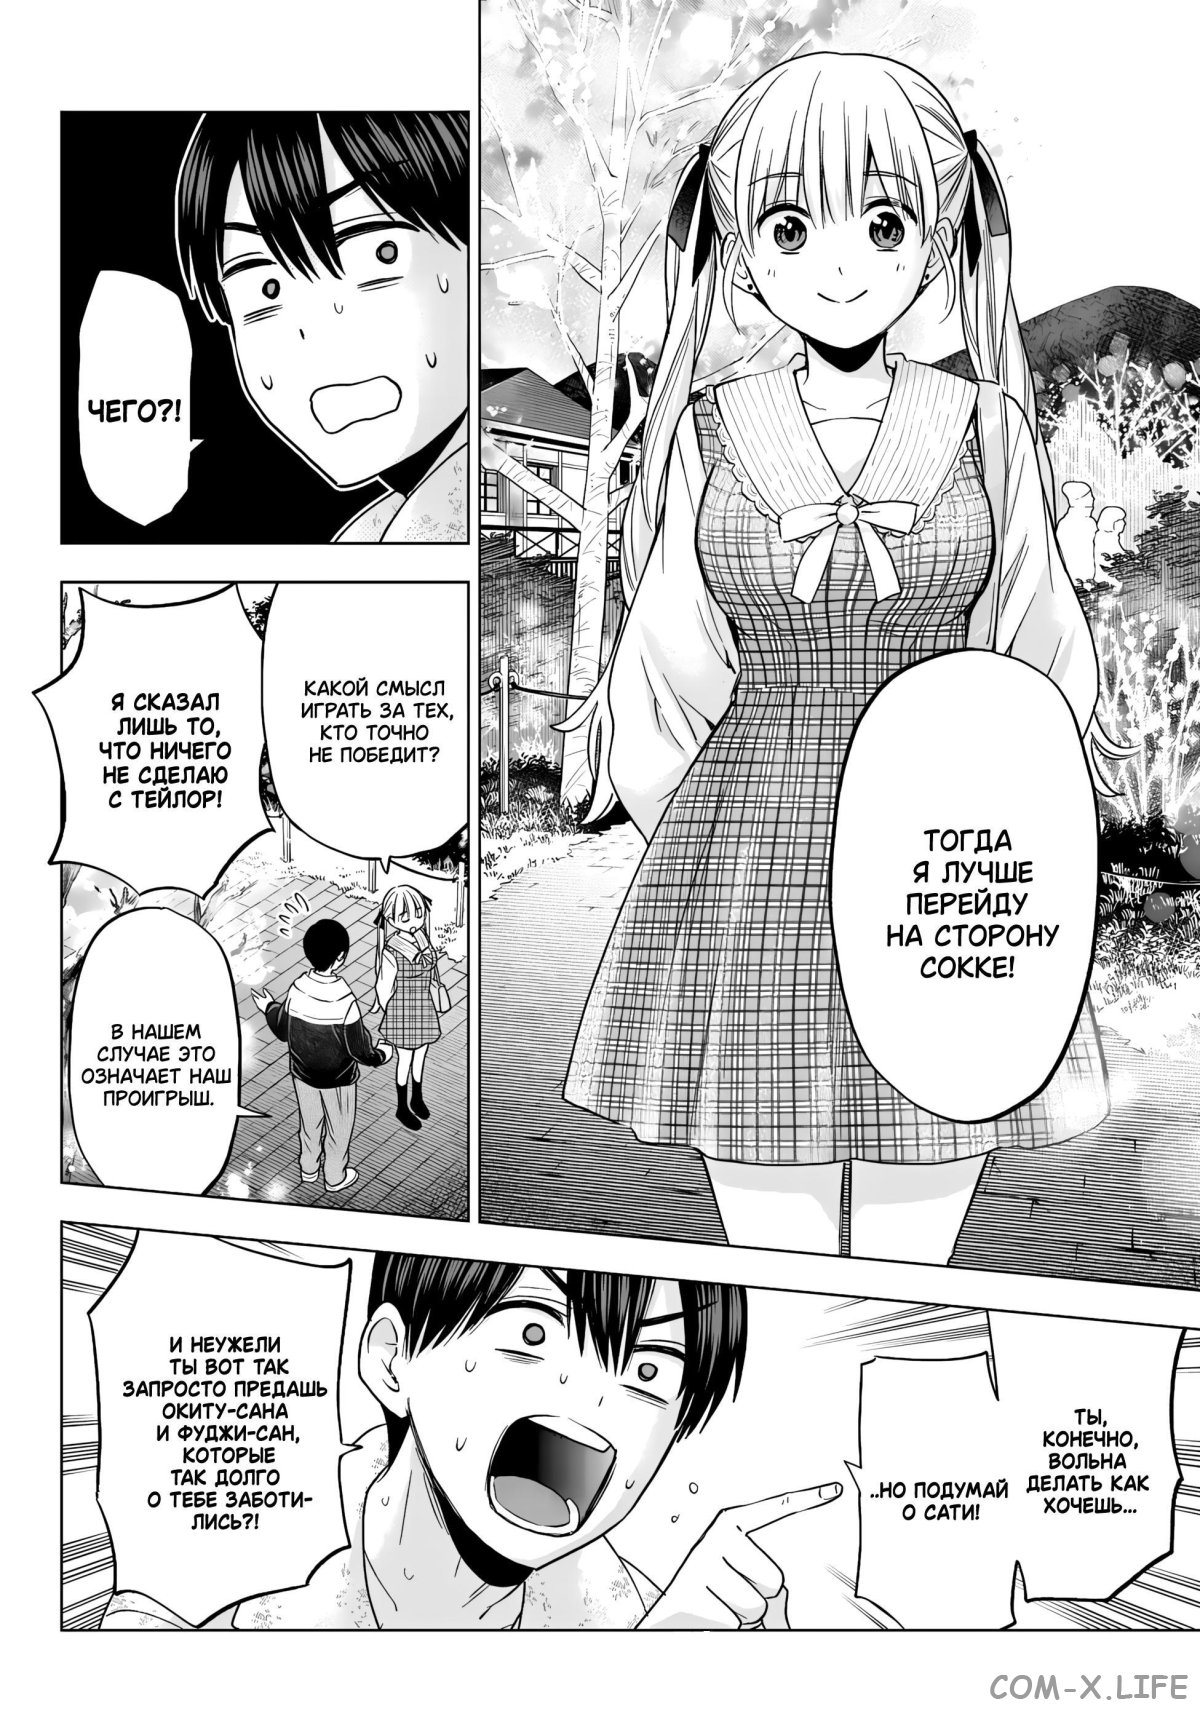 ТОГДА
Я ЛУЧШЕ
ПЕРЕЙДУ
НА СТОРОНУ
СОККЕ!
ЧЕГО?!
КАКОЙ СМЫСЛ
ИГРАТЬ ЗА ТЕХ,
КТО ТОЧНО
НЕ ПОБЕДИТ?
Я СКАЗАЛ
ЛИШЬ ТО,
ЧТО НИЧЕГО
НЕ СДЕЛАЮ
С ТЕЙЛОР!
В НАШЕМ
СЛУЧАЕ ЭТО
ОЗНАЧАЕТ НАШ
ПРОИГРЫШ.
ТЫ,
КОНЕЧНО,
ВОЛЬНА
ДЕЛАТЬ КАК
ХОЧЕШЬ...
..НО ПОДУМАЙ
О САТИ!
И НЕУЖЕЛИ
ТЫ ВОТ ТАК
ЗАПРОСТО ПРЕДАШЬ
ОКИТУ-САНА
И ФУДЖИ-САН,
КОТОРЫЕ
ТАК ДОЛГО
О ТЕБЕ ЗАБОТИ-
ЛИСЬ?!
COM-X.LIFE